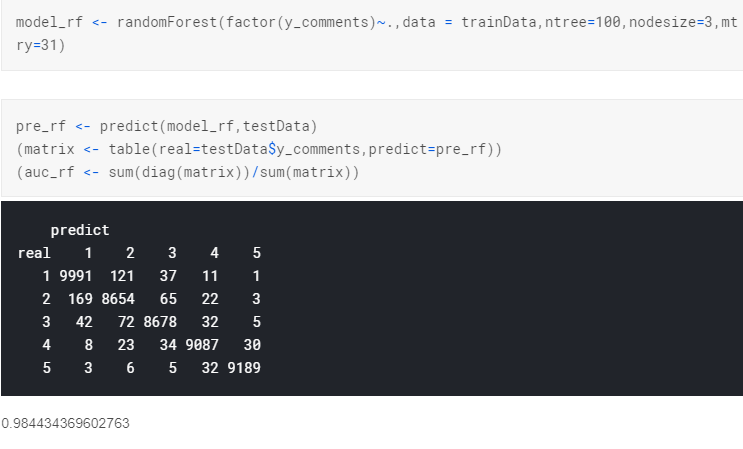 model_rf <- randomForest(factor(y_comments)~.,data = trainData,ntree=100,nodesize=3,mt
ry=31)
pre_rf <- predict(model_rf,testData)
(matrix <- table(real=testData$y_comments,predict=pre_rf))
(auc_rf <- sum(diag(matrix))/sum(matrix))
predict
real 1 2 3 4 5
1 9991 121 37 11 1
2 169 8654 65 22 3
3 42 72 8678 32 5
4 8 23 34 9087 30
5 3 6 5 32 9189
0.984434369602763